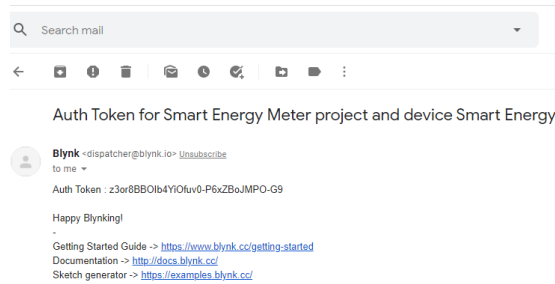 Search mail
Auth Token for Smart Energy Meter project and device Smart Energy
Blynk <dispatcher@blynk.io> Unsubscribe
to me
Auth Token : z3or8BBOIb4YiOfuv0-P6xZBoJMPO-G9
Happy Blynking!
-
Getting Started Guide -> https://www.blynk.cc/getting-started
Documentation -> http://docs.blynk.cc/
Sketch generator -> https://examples.blynk.cc/